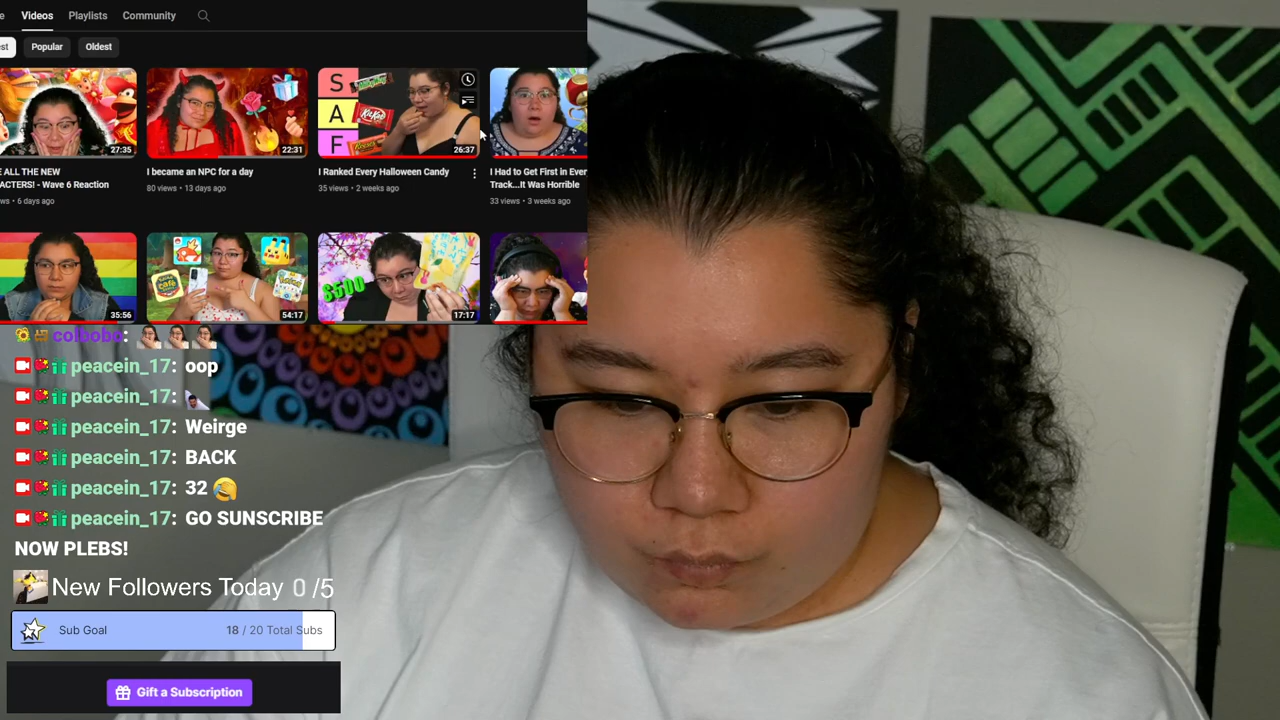 e Videos Playlists Community
est Popular Oldest
27:35
22:31
S
A
F
26:37
E ALL THE NEW
ACTERS! - Wave 6 Reaction
ws • 6 days ago
I became an NPC for a day
80 views • 13 days ago
I Ranked Every Halloween Candy
35 views • 2 weeks ago
I Had to Get First in Ever
Track...It Was Horrible
33 views • 3 weeks ago
35:56
54:17
$500
17:17
colbobo:
peacein_17: oop
peacein_17:
peacein_17: Weirge
peacein_17: BACK
peacein_17: 32
peacein_17: GO SUNSCRIBE
NOW PLEBS!
New Followers Today 0 /5
Sub Goal 18 / 20 Total Subs
Gift a Subscription